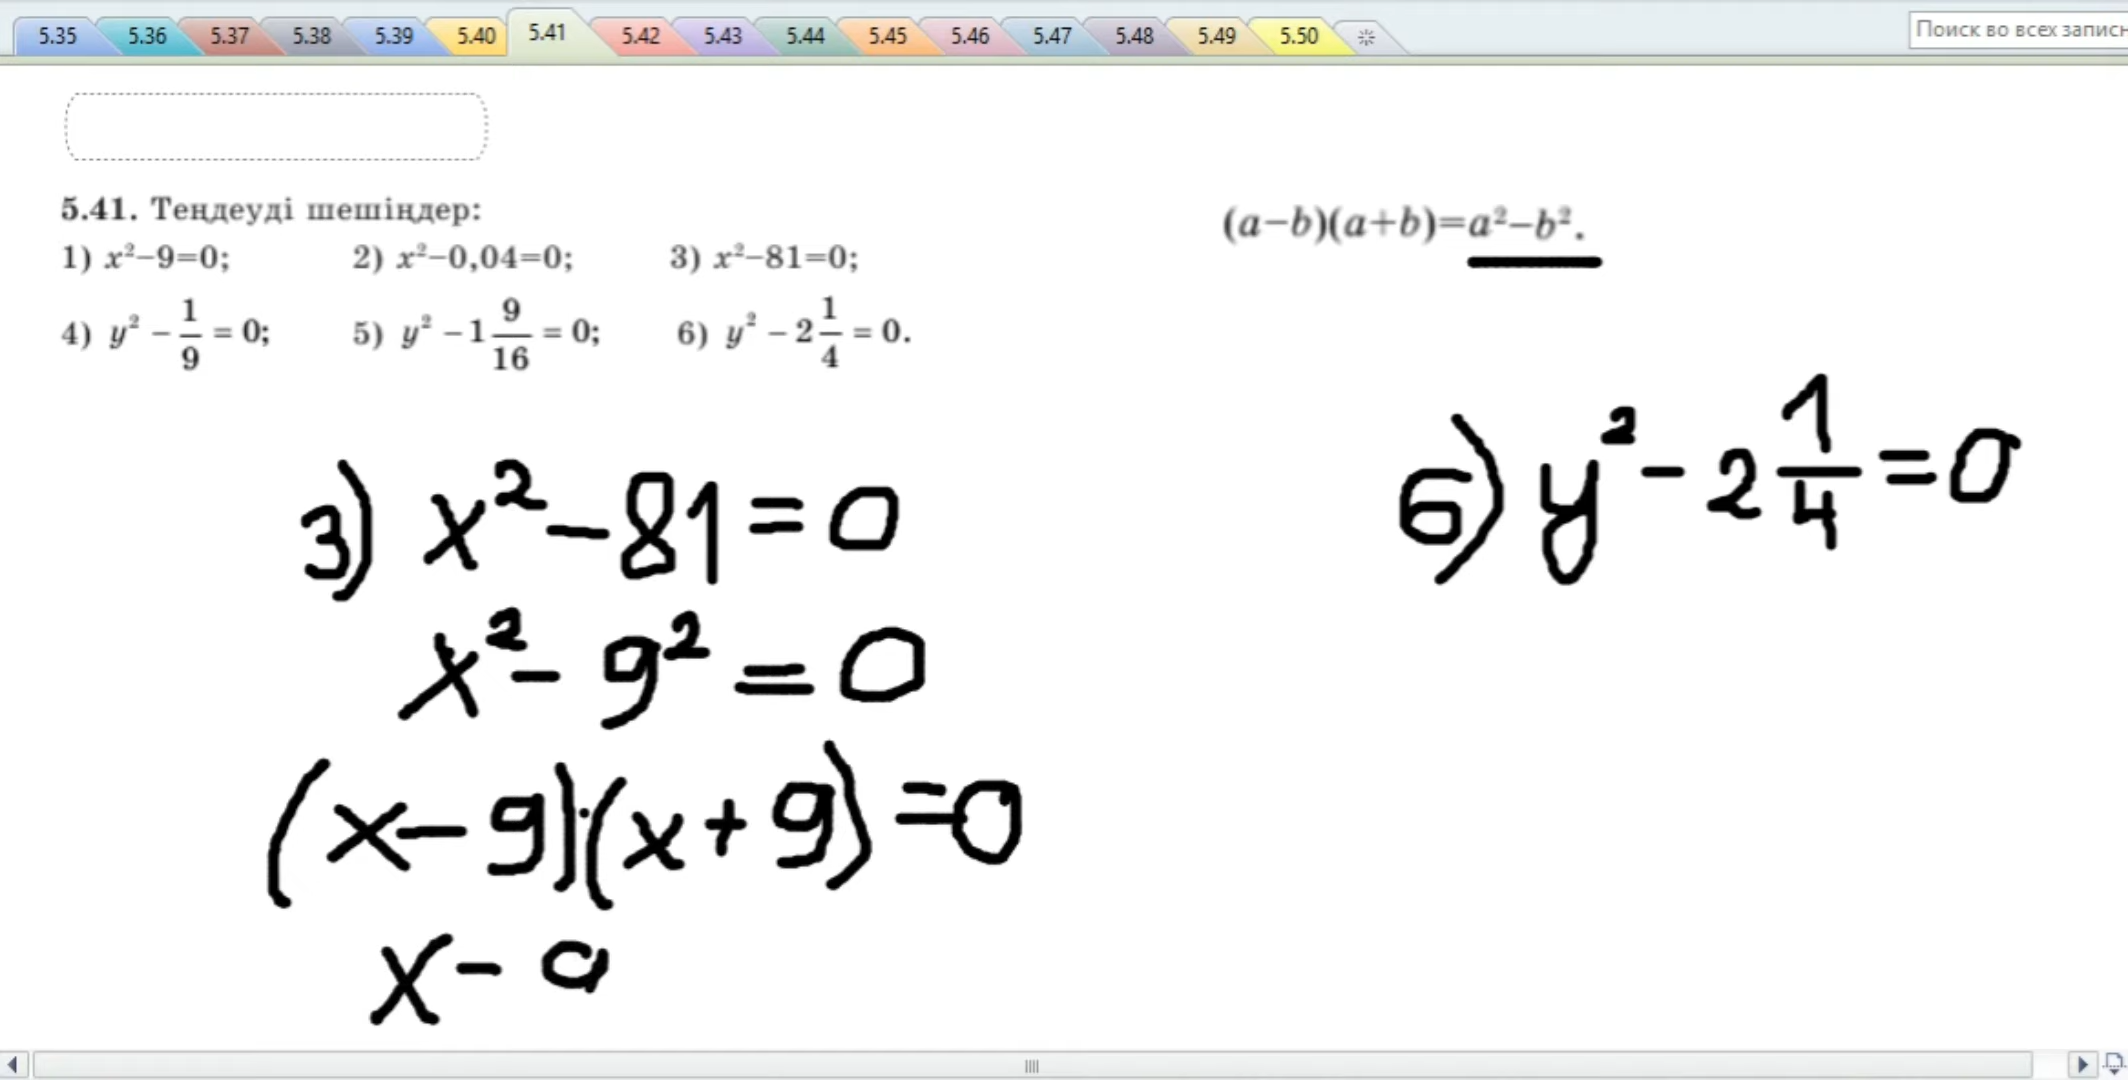 5.35 5.36 5.37 5.38 5.39 5.40 5.41 5.42 5.43 5.44 5.45 5.46 5.47 5.48 5.49 5.50
Поиск во всех
5.41. Теңдеуді шешіңдер:
1) x²−9=0; 2) x²−0,04=0; 3) x²−81=0;
4) y² − 1/9 = 0; 5) y² − 1 9/16 = 0; 6) y² − 2 1/4 = 0.
(a−b)(a+b)=a²−b².
3) x²−81=0
x²−9²=0
(x−9)·(x+9)=0
x−
6) y²−2 1/4=0